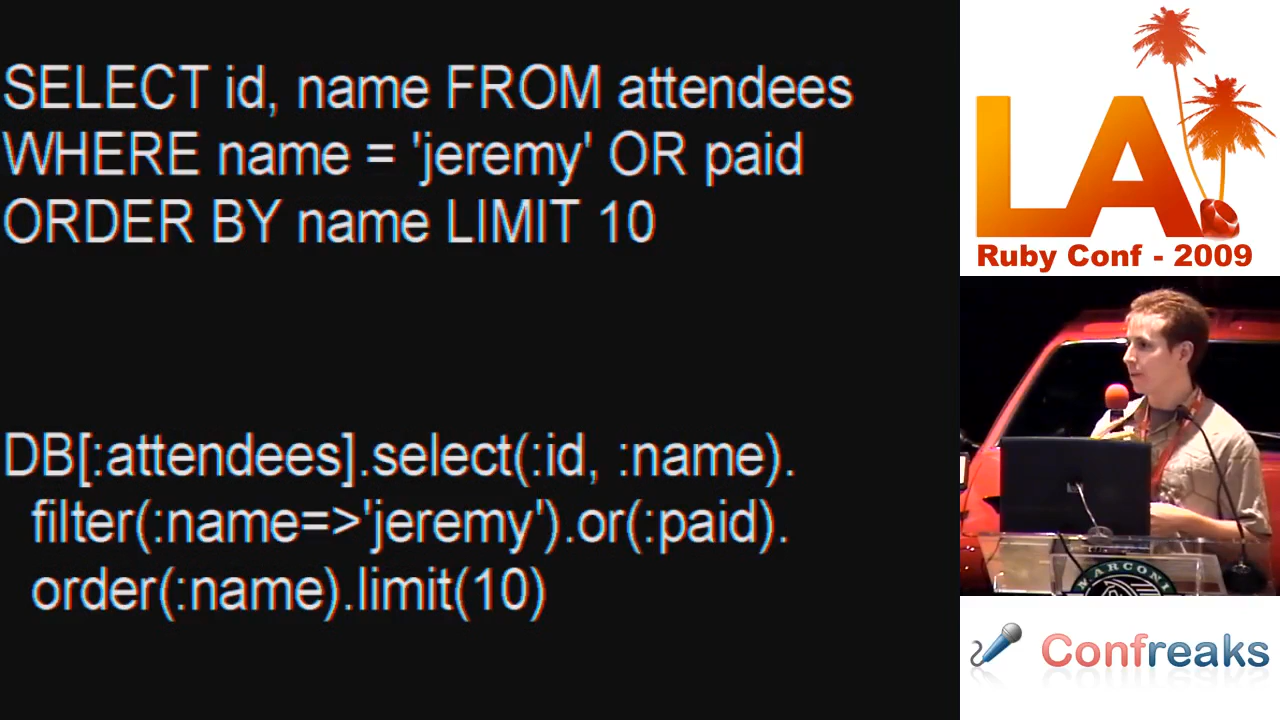 SELECT id, name FROM attendees
WHERE name = 'jeremy' OR paid
ORDER BY name LIMIT 10
DB[:attendees].select(:id, :name).
filter(:name=>'jeremy').or(:paid).
order(:name).limit(10)
LA
Ruby Conf - 2009
MARCONI
Confreaks